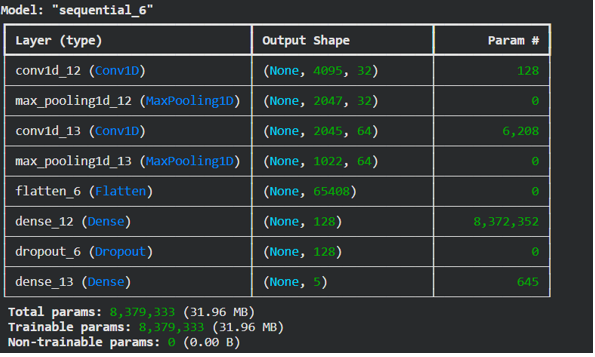 Model: "sequential_6"
Layer (type) Output Shape Param #
conv1d_12 (Conv1D) (None, 4095, 32) 128
max_pooling1d_12 (MaxPooling1D) (None, 2047, 32) 0
conv1d_13 (Conv1D) (None, 2045, 64) 6,208
max_pooling1d_13 (MaxPooling1D) (None, 1022, 64) 0
flatten_6 (Flatten) (None, 65408) 0
dense_12 (Dense) (None, 128) 8,372,352
dropout_6 (Dropout) (None, 128) 0
dense_13 (Dense) (None, 5) 645
Total params: 8,379,333 (31.96 MB)
Trainable params: 8,379,333 (31.96 MB)
Non-trainable params: 0 (0.00 B)